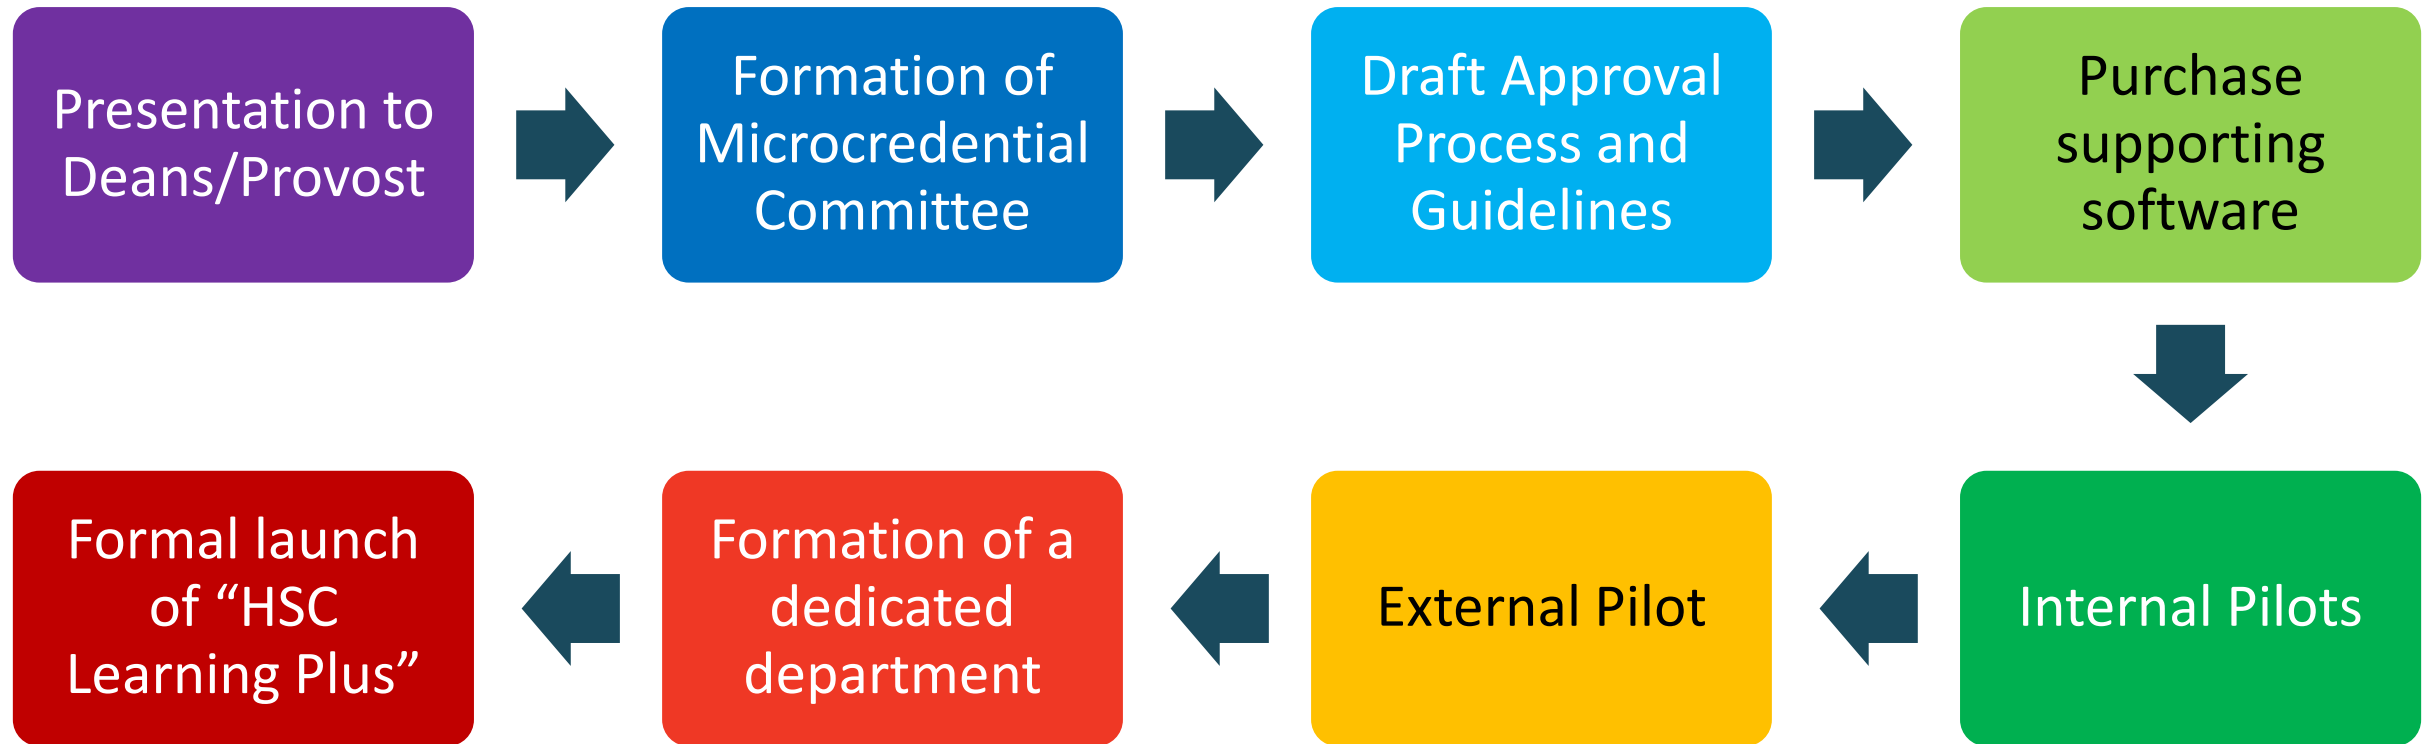 Presentation to
Deans/Provost
Formation of
Microcredential
Committee
Draft Approval
Process and
Guidelines
Purchase
supporting
software
Internal Pilots
External Pilot
Formation of a
dedicated
department
Formal launch
of “HSC
Learning Plus”